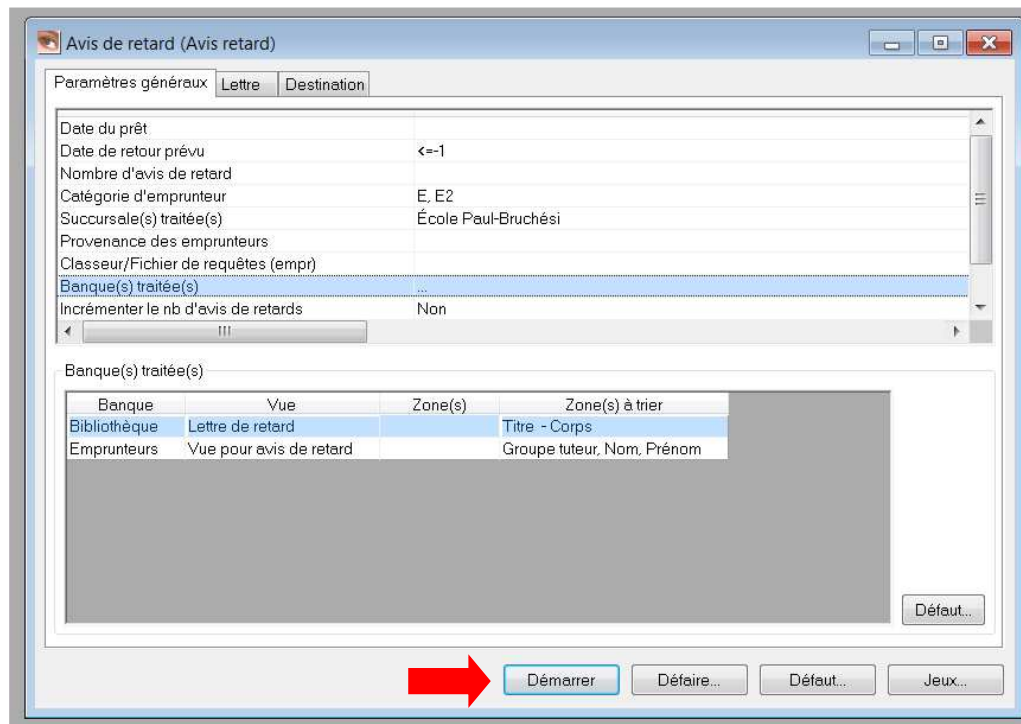 Avis de retard (Avis retard)
Paramètres généraux Lettre Destination
Date du prêt
Date de retour prévu <=-1
Nombre d'avis de retard
Catégorie d'emprunteur E, E2
Succursale(s) traitée(s) École Paul-Bruchési
Provenance des emprunteurs
Classeur/Fichier de requêtes (empr)
Banque(s) traitée(s) ...
Incrémenter le nb d'avis de retards Non
Banque(s) traitée(s)
Banque Vue Zone(s) Zone(s) à trier
Bibliothèque Lettre de retard Titre - Corps
Emprunteurs Vue pour avis de retard Groupe tuteur, Nom, Prénom
Défaut...
Démarrer Défaire... Défaut... Jeux...